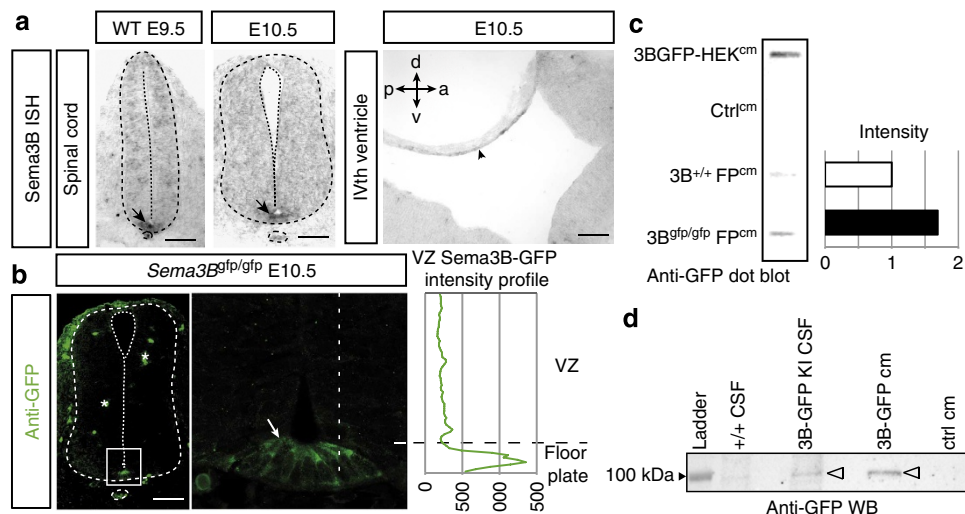 a
WT E9.5
E10.5
E10.5
Sema3B ISH
Spinal cord
IVth ventricle
d
p
a
v
b
Sema3B^gfp/gfp E10.5
VZ Sema3B-GFP
intensity profile
Anti-GFP
*
*
VZ
Floor
plate
0
500
1000
1500
c
3BGFP-HEK^cm
Ctrl^cm
3B^+/+ FP^cm
3B^gfp/gfp FP^cm
Anti-GFP dot blot
Intensity
0
1
2
d
Ladder
+/+ CSF
3B-GFP KI CSF
3B-GFP cm
ctrl cm
100 kDa
Anti-GFP WB